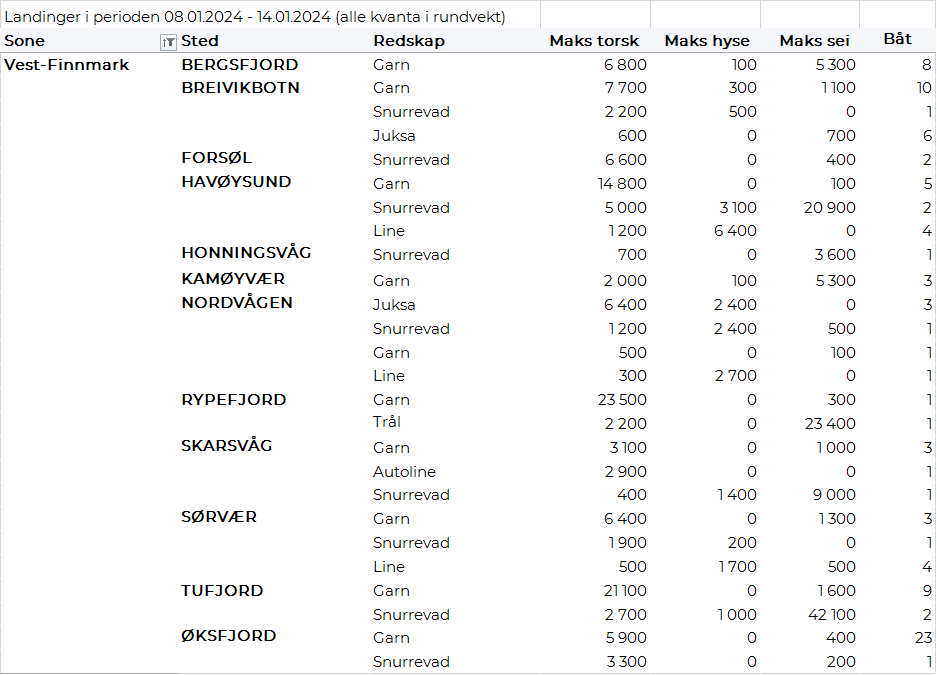 Landinger i perioden 08.01.2024 - 14.01.2024 (alle kvanta i rundvekt)
Sone Sted Redskap Maks torsk Maks hyse Maks sei Båt
Vest-Finnmark BERGSFJORD Garn 6 800 100 5 300 8
BREIVIKBOTN Garn 7 700 300 1 100 10
Snurrevad 2 200 500 0 1
Juksa 600 0 700 6
FORSØL Snurrevad 6 600 0 400 2
HAVØYSUND Garn 14 800 0 100 5
Snurrevad 5 000 3 100 20 900 2
Line 1 200 6 400 0 4
HONNINGSVÅG Snurrevad 700 0 3 600 1
KAMØYVÆR Garn 2 000 100 5 300 3
NORDVÅGEN Juksa 6 400 2 400 0 3
Snurrevad 1 200 2 400 500 1
Garn 500 0 100 1
Line 300 2 700 0 1
RYPEFJORD Garn 23 500 0 300 1
Trål 2 200 0 23 400 1
SKARSVÅG Garn 3 100 0 1 000 3
Autoline 2 900 0 0 1
Snurrevad 400 1 400 9 000 1
SØRVÆR Garn 6 400 0 1 300 3
Snurrevad 1 900 200 0 1
Line 500 1 700 500 4
TUFJORD Garn 21 100 0 1 600 9
Snurrevad 2 700 1 000 42 100 2
ØKSFJORD Garn 5 900 0 400 23
Snurrevad 3 300 0 200 1